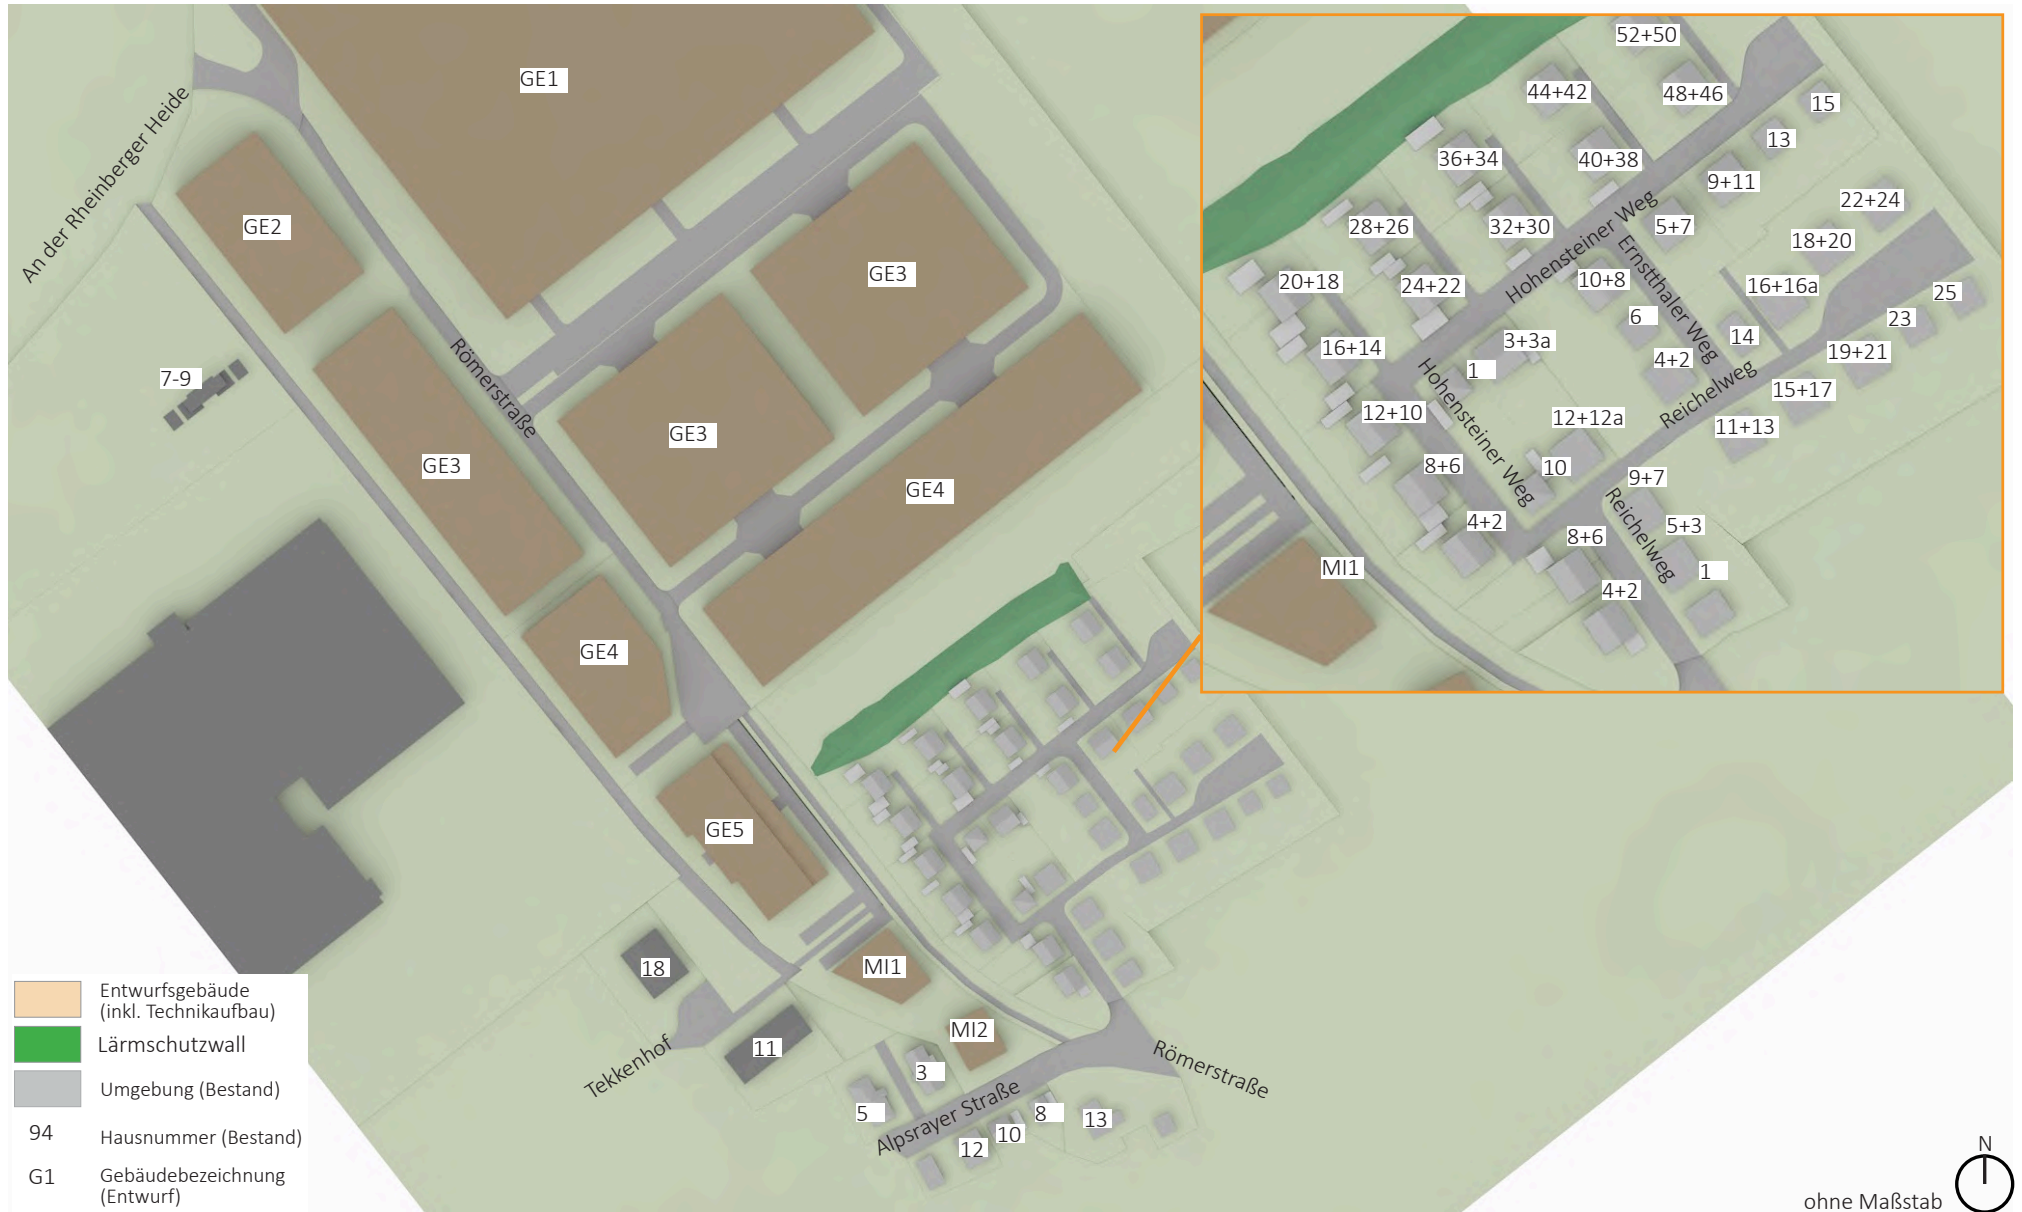 GE1
An der Rheinberger Heide
GE2
GE3
Römerstraße
7-9
GE3
GE3
GE4
GE4
GE5
MI1
18
MI2
11
Tekkenhof
3
5
Alpsrayer Straße
8
13
10
12
Römerstraße
52+50
44+42
48+46
15
13
36+34
40+38
9+11
22+24
28+26
32+30
Hohensteiner Weg
5+7
18+20
Ernstthaler Weg
20+18
24+22
10+8
16+16a
25
6
23
16+14
3+3a
14
1
4+2
19+21
Hohensteiner Weg
Reichelweg
12+10
12+12a
15+17
11+13
8+6
10
9+7
4+2
Reichelweg
5+3
8+6
MI1
1
4+2
Entwurfsgebäude
(inkl. Technikaufbau)
Lärmschutzwall
Umgebung (Bestand)
94 Hausnummer (Bestand)
G1 Gebäudebezeichnung
(Entwurf)
N
ohne Maßstab